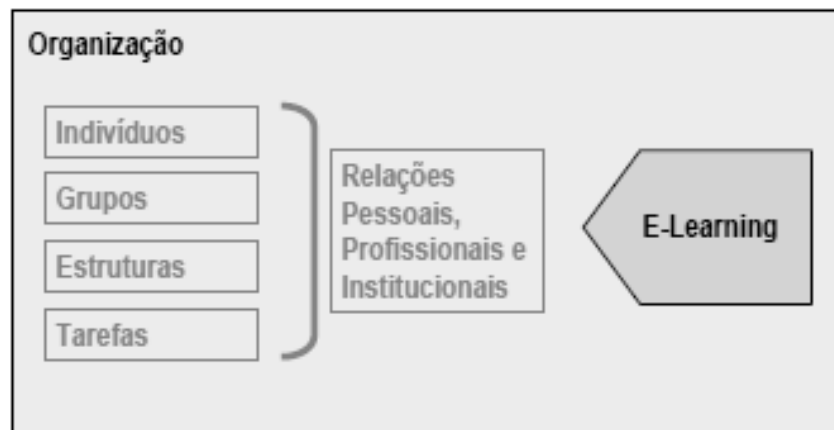 Organização
Indivíduos
Grupos
Estruturas
Tarefas
Relações
Pessoais,
Profissionais e
Institucionais
E-Learning